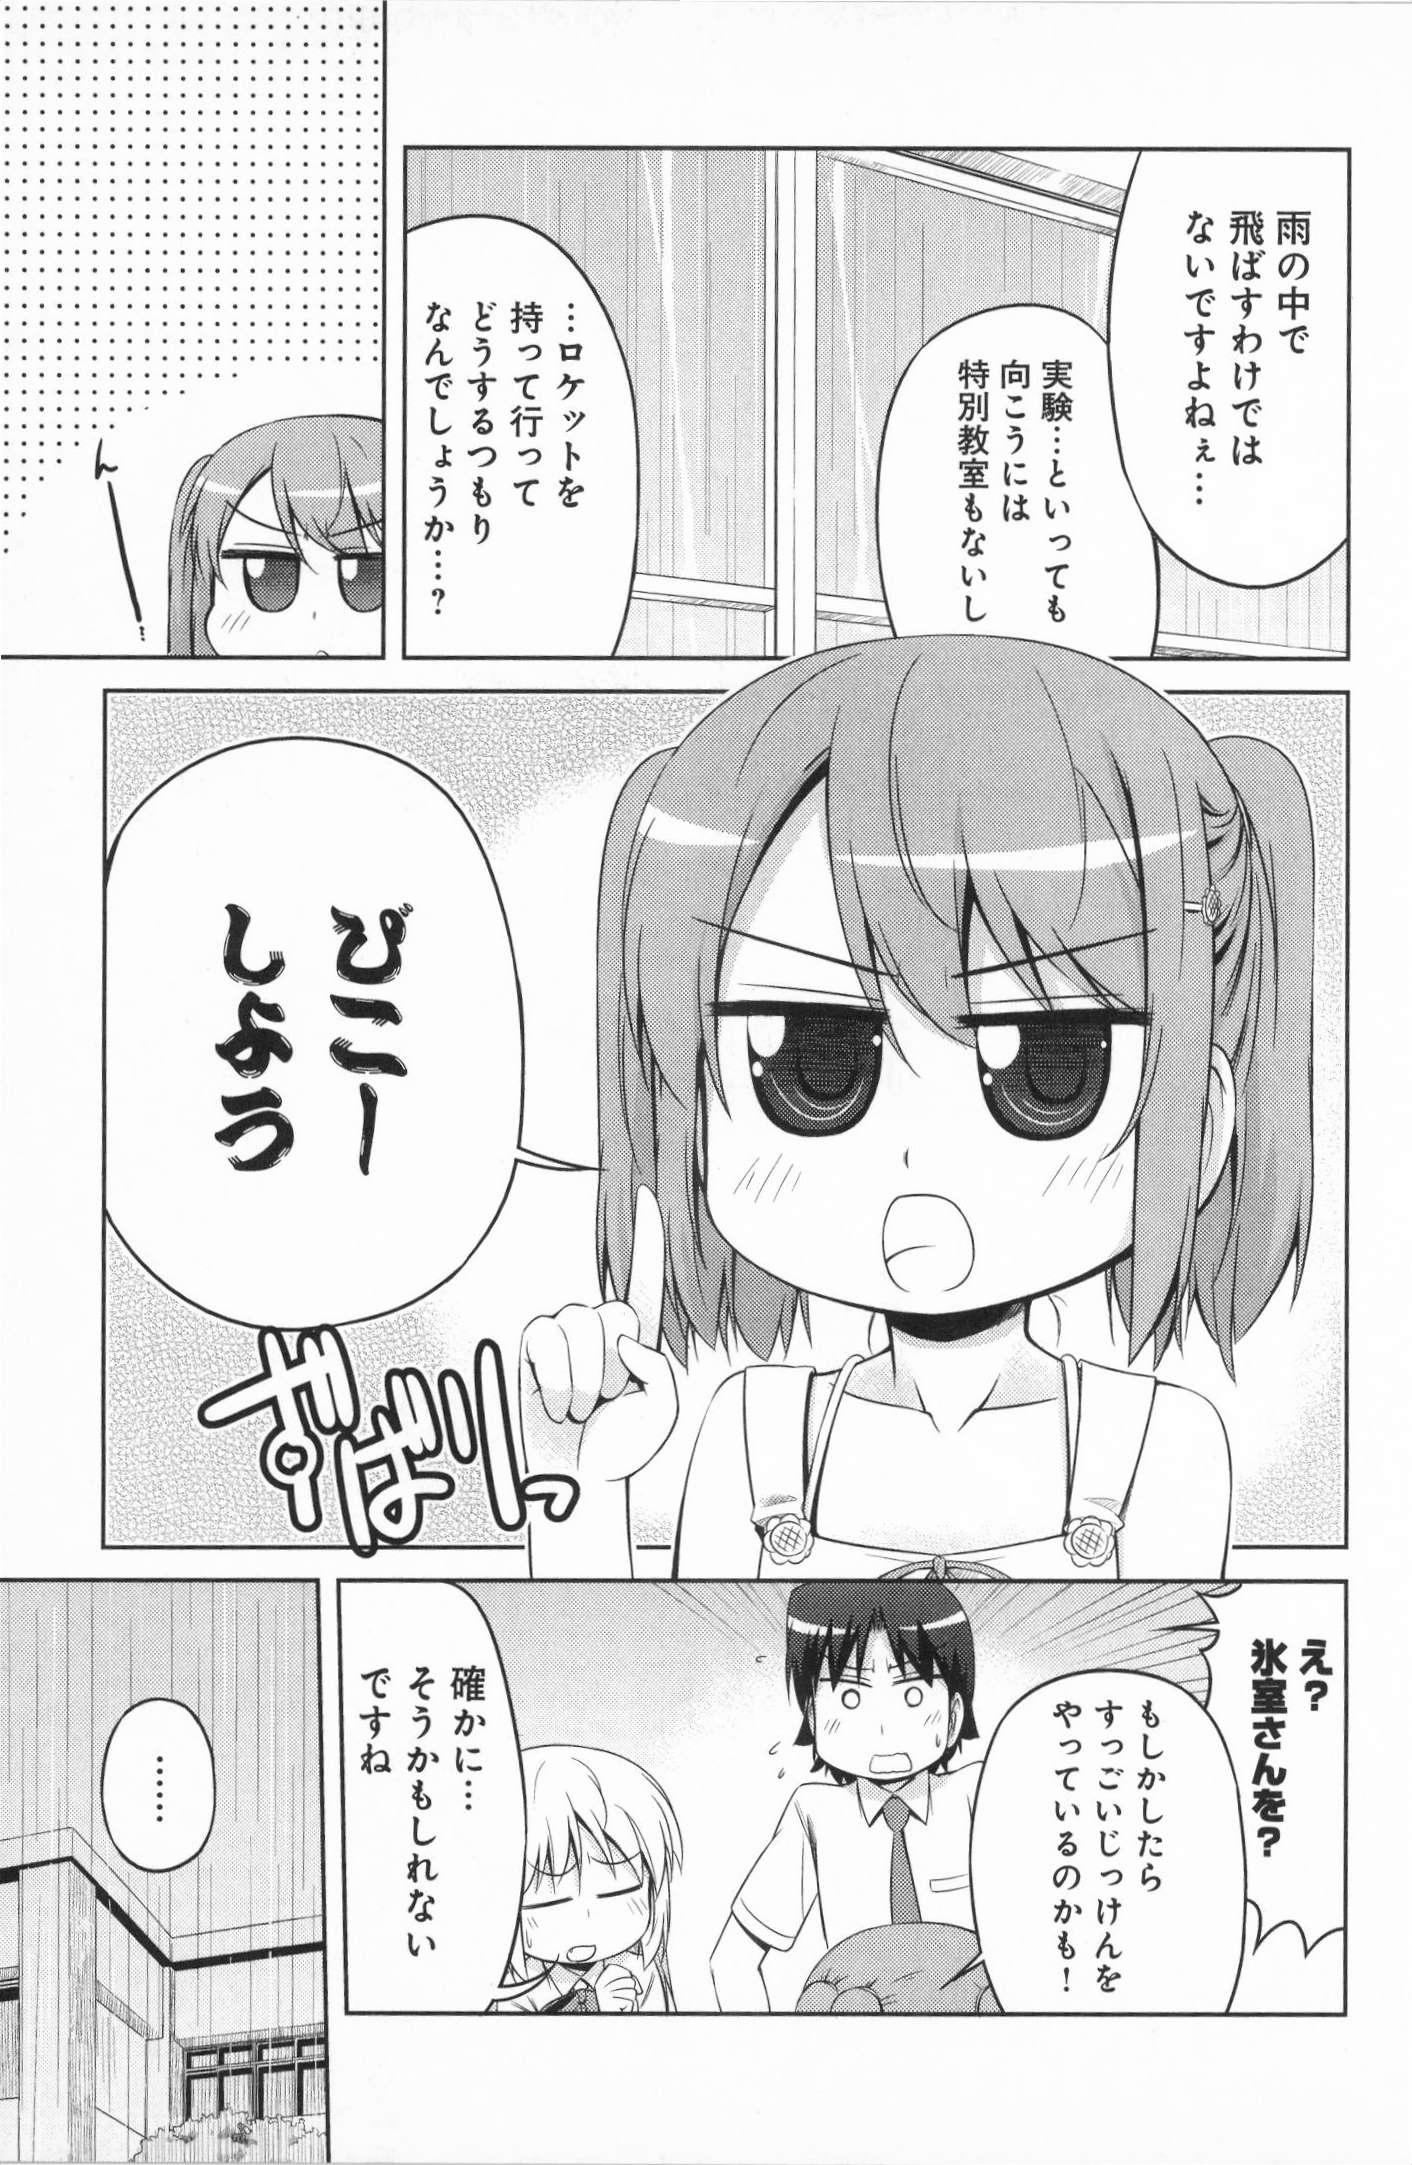 雨の中で
飛ばすわけでは
ないですよねぇ…
実験…といっても
向こうには
特別教室もないし
…ロケットを
持って行って
どうするつもり
なんでしょうか…?
んー…
ぴこー
しょう
ずばりっ
え?
氷室さんを?
もしかしたら
すっごいじっけんを
やっているのかも!
確かに…
そうかもしれない
ですね
……